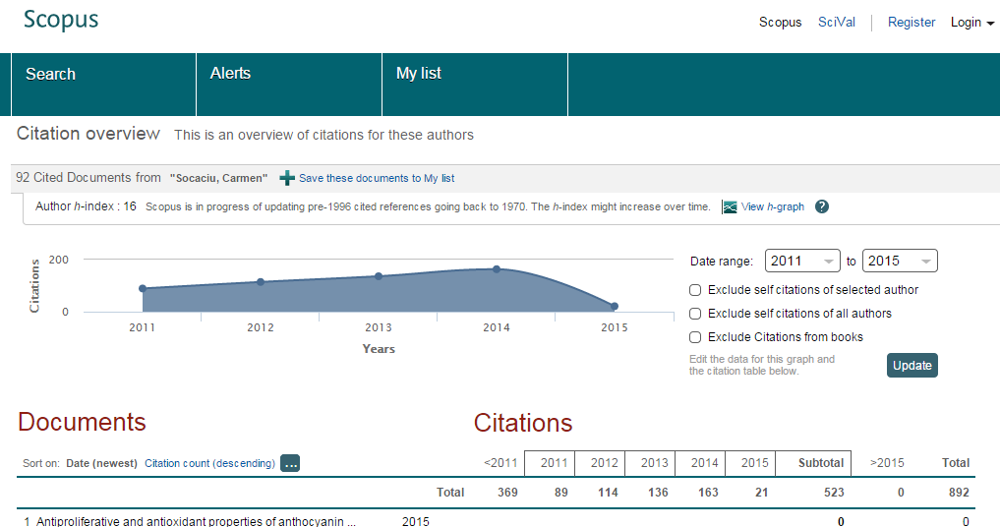 Scopus
Scopus SciVal Register Login
Search Alerts My list
Citation overview This is an overview of citations for these authors
92 Cited Documents from "Socaciu, Carmen" Save these documents to My list
Author h-index : 16 Scopus is in progress of updating pre-1996 cited references going back to 1970. The h-index might increase over time. View h-graph ?
Date range: 2011 to 2015
Exclude self citations of selected author
Exclude self citations of all authors
Exclude Citations from books
Edit the data for this graph and
the citation table below.
Update
Citations
200
0
2011 2012 2013 2014 2015
Years
Documents Citations
Sort on: Date (newest) Citation count (descending) ...
<2011 2011 2012 2013 2014 2015 Subtotal >2015 Total
Total 369 89 114 136 163 21 523 0 892
1 Antiproliferative and antioxidant properties of anthocyanin ... 2015 0 0